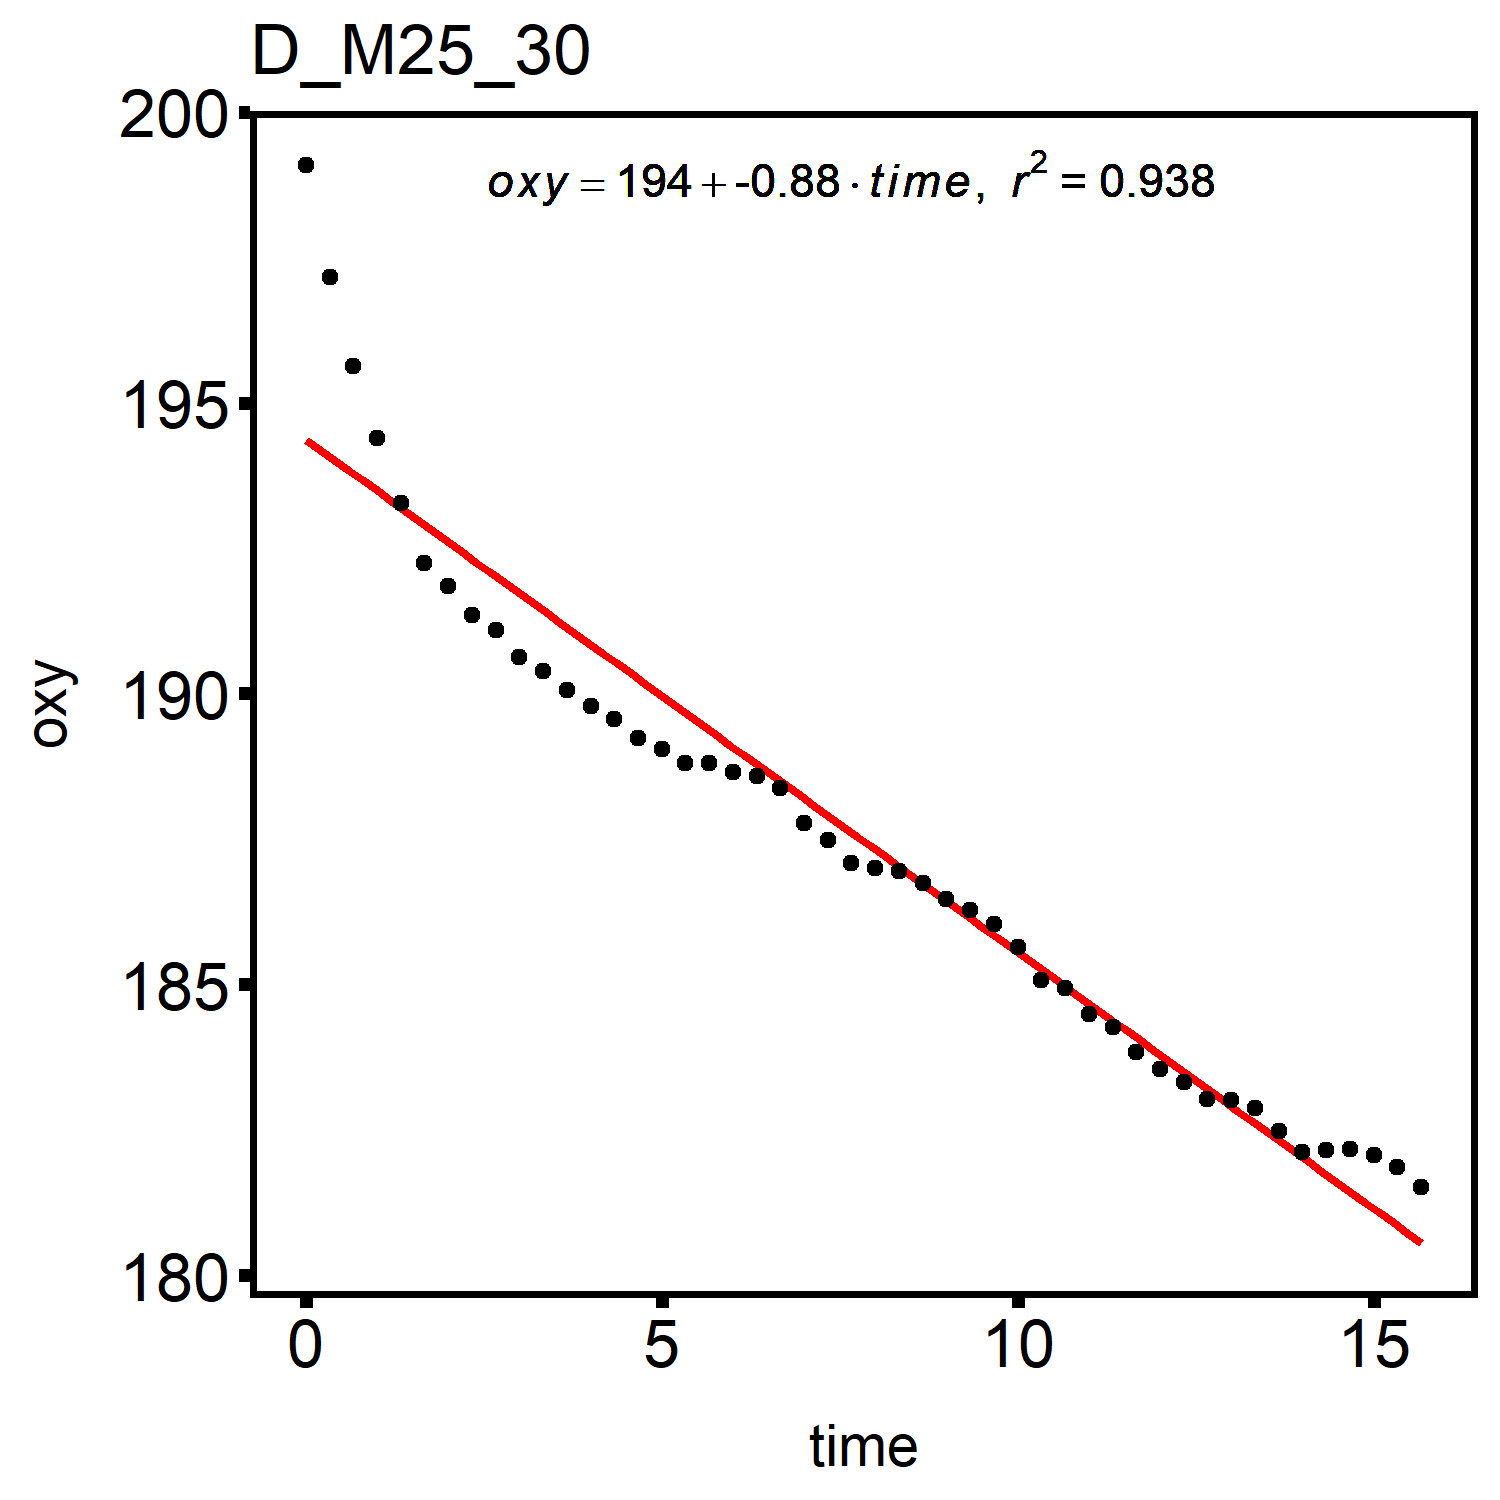 D_M25_30
oxy = 194 + -0.88 · time, r² = 0.938
200
195
190
185
180
oxy
0 5 10 15
time